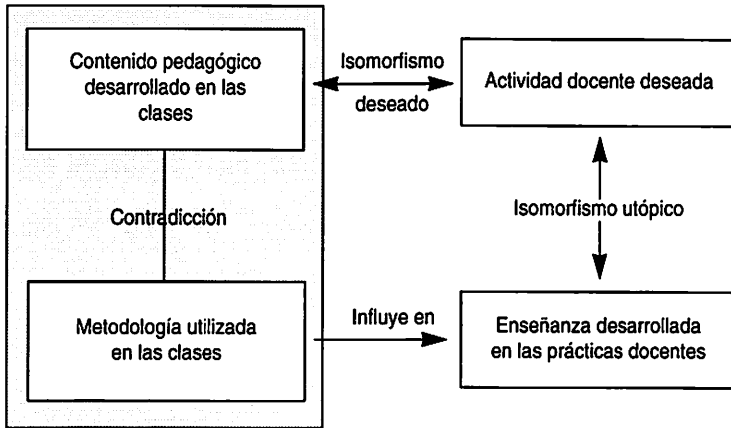 Contenido pedagógico
desarrollado en las
clases
Isomorfismo
deseado
Actividad docente deseada
Contradicción
Isomorfismo utópico
Metodología utilizada
en las clases
Influye en
Enseñanza desarrollada
en las prácticas docentes